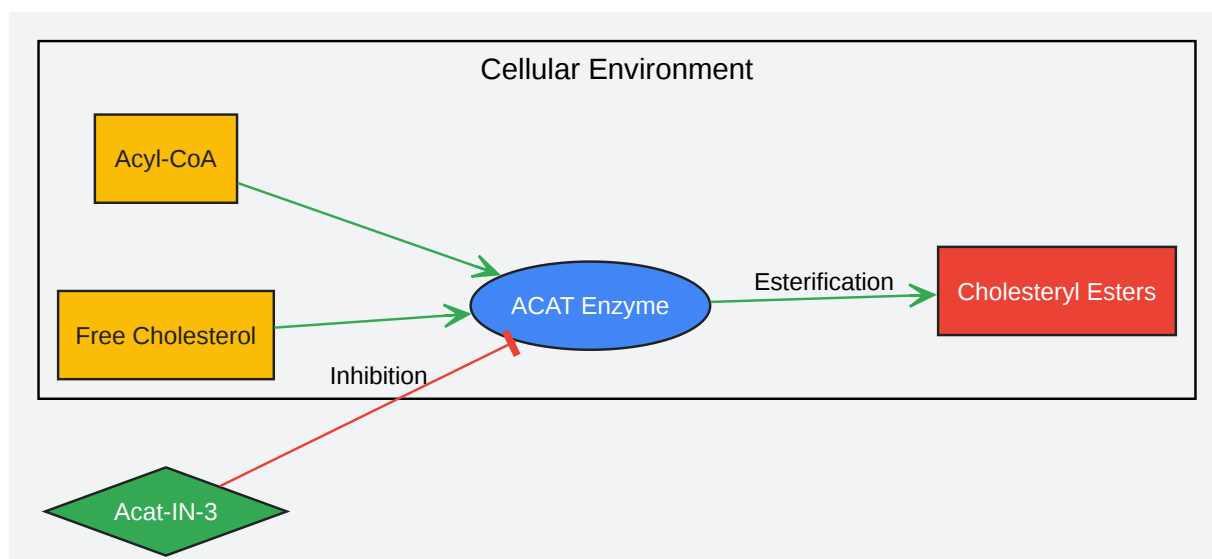 Cellular Environment
Acyl-CoA
Free Cholesterol
ACAT Enzyme
Esterification
Cholesteryl Esters
Inhibition
Acat-IN-3